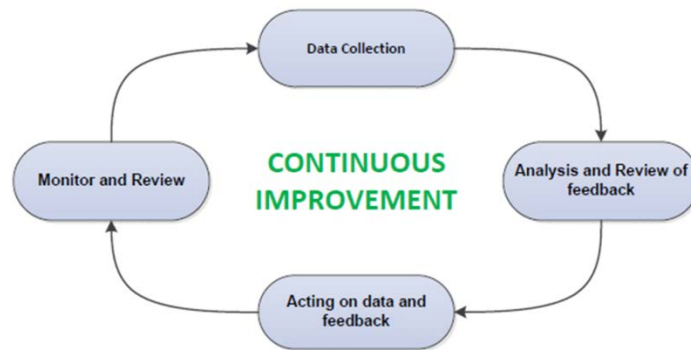 Data Collection
Analysis and Review of
feedback
Acting on data and
feedback
Monitor and Review
CONTINUOUS
IMPROVEMENT